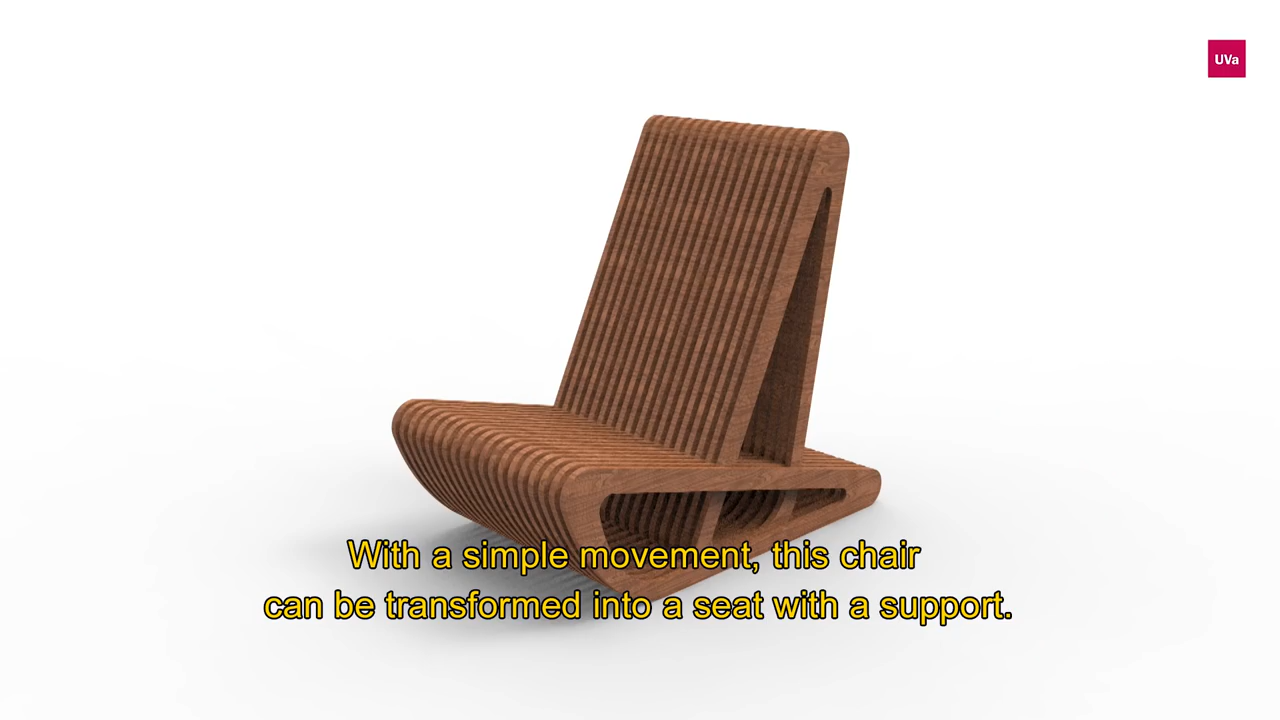 UVa
With a simple movement, this chair
can be transformed into a seat with a support.